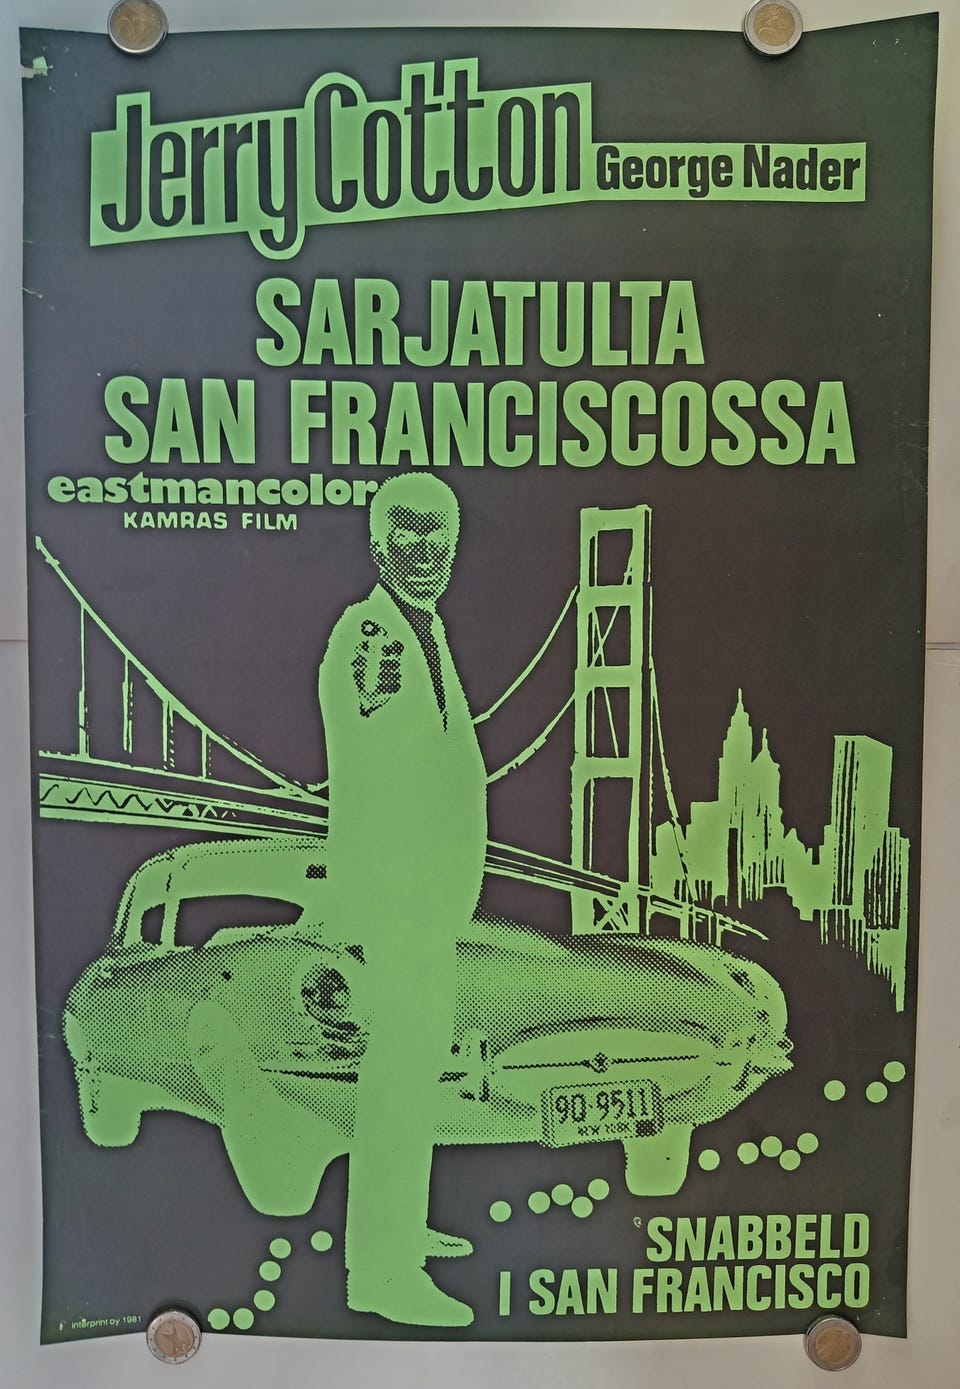 Jerry Cotton George Nader
SARJATULTA
SAN FRANCISCOSSA
eastmancolor
KAMRAS FILM
90-9511
NEW YORK
SNABBELD
I SAN FRANCISCO
interprint oy 1981